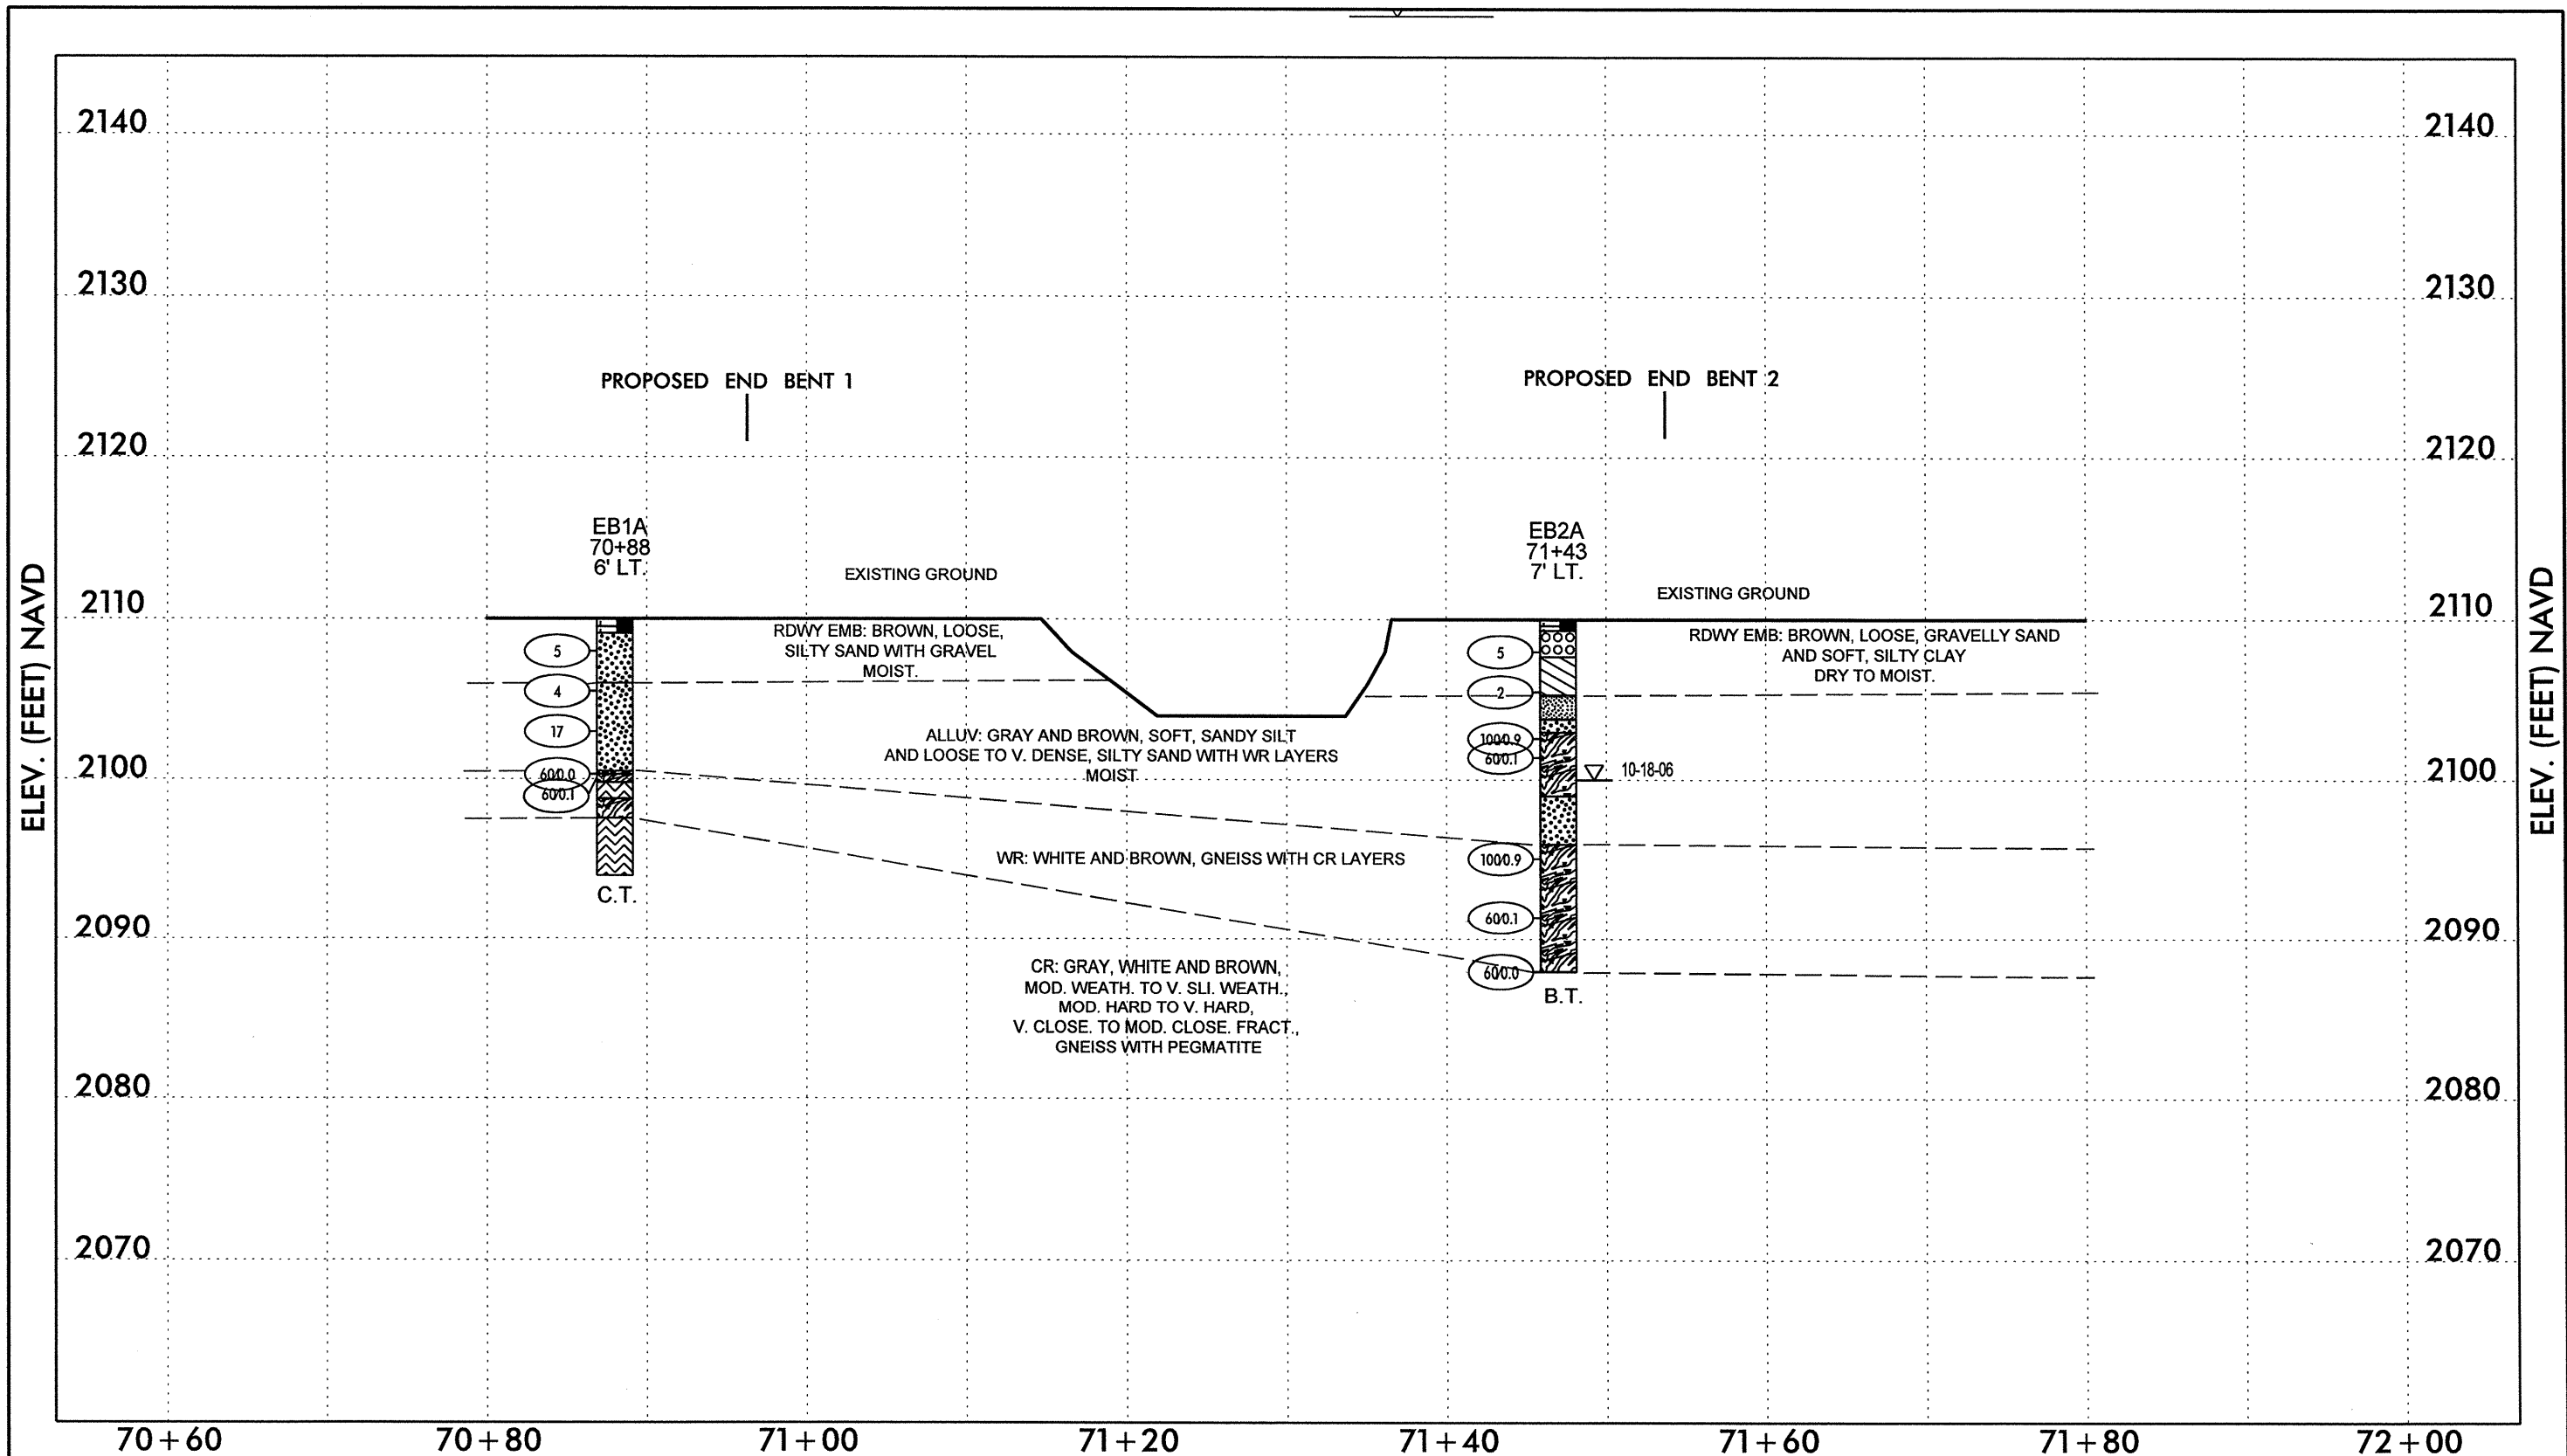 2140
2140
2130
2130
PROPOSED END BENT 1
PROPOSED END BENT 2
2120
2120
EB1A
70+88
6' LT.
EB2A
71+43
7' LT.
EXISTING GROUND
EXISTING GROUND
2110
2110
ELEV. (FEET) NAVD
ELEV. (FEET) NAVD
RDWY EMB: BROWN, LOOSE,
SILTY SAND WITH GRAVEL
MOIST.
RDWY EMB: BROWN, LOOSE, GRAVELLY SAND
AND SOFT, SILTY CLAY
DRY TO MOIST.
5
4
17
60/0.0
60/0.1
5
2
100/0.9
60/0.1
10-18-06
ALLUV: GRAY AND BROWN, SOFT, SANDY SILT
AND LOOSE TO V. DENSE, SILTY SAND WITH WR LAYERS
MOIST
2100
2100
WR: WHITE AND BROWN, GNEISS WITH CR LAYERS
100/0.9
60/0.1
60/0.0
C.T.
B.T.
2090
2090
CR: GRAY, WHITE AND BROWN,
MOD. WEATH. TO V. SLI. WEATH.,
MOD. HARD TO V. HARD,
V. CLOSE. TO MOD. CLOSE. FRACT.,
GNEISS WITH PEGMATITE
2080
2080
2070
2070
70+60
70+80
71+00
71+20
71+40
71+60
71+80
72+00